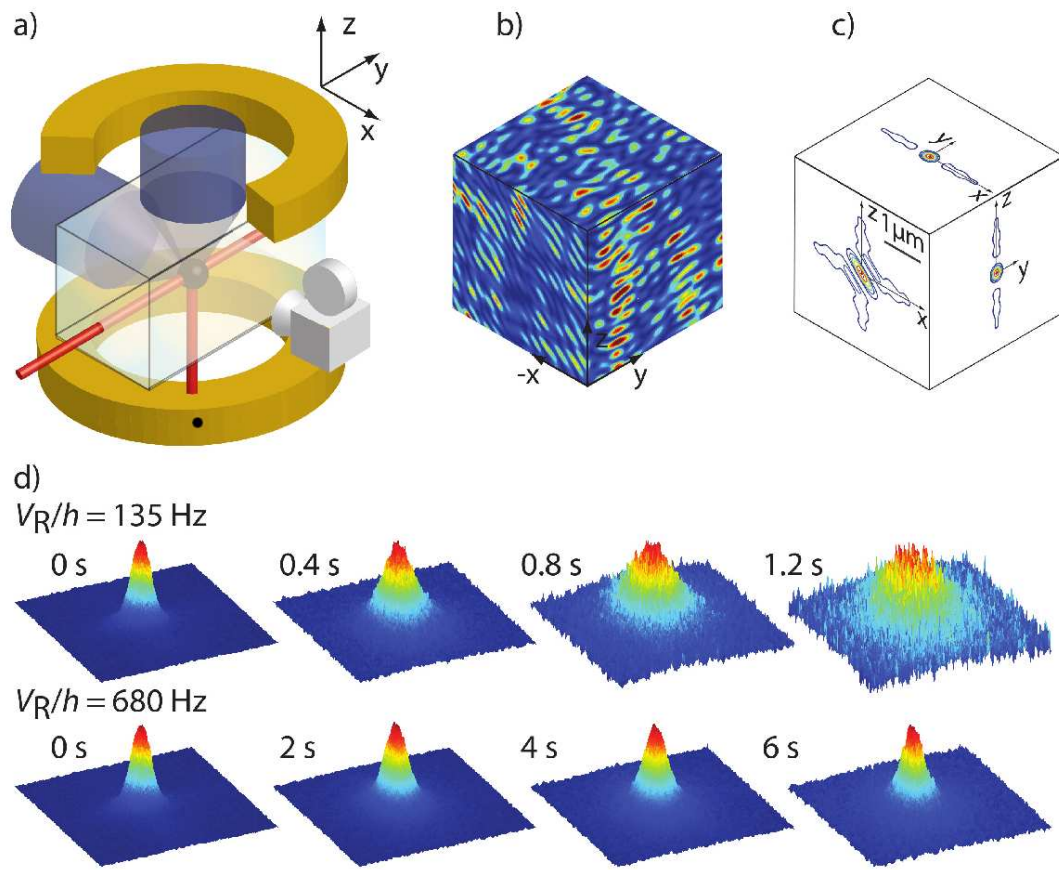 a)
z
y
x
b)
-x
z
y
c)
y
x
z
z
1 μm
y
x
d)
V_R/h = 135 Hz
0 s
0.4 s
0.8 s
1.2 s
V_R/h = 680 Hz
0 s
2 s
4 s
6 s